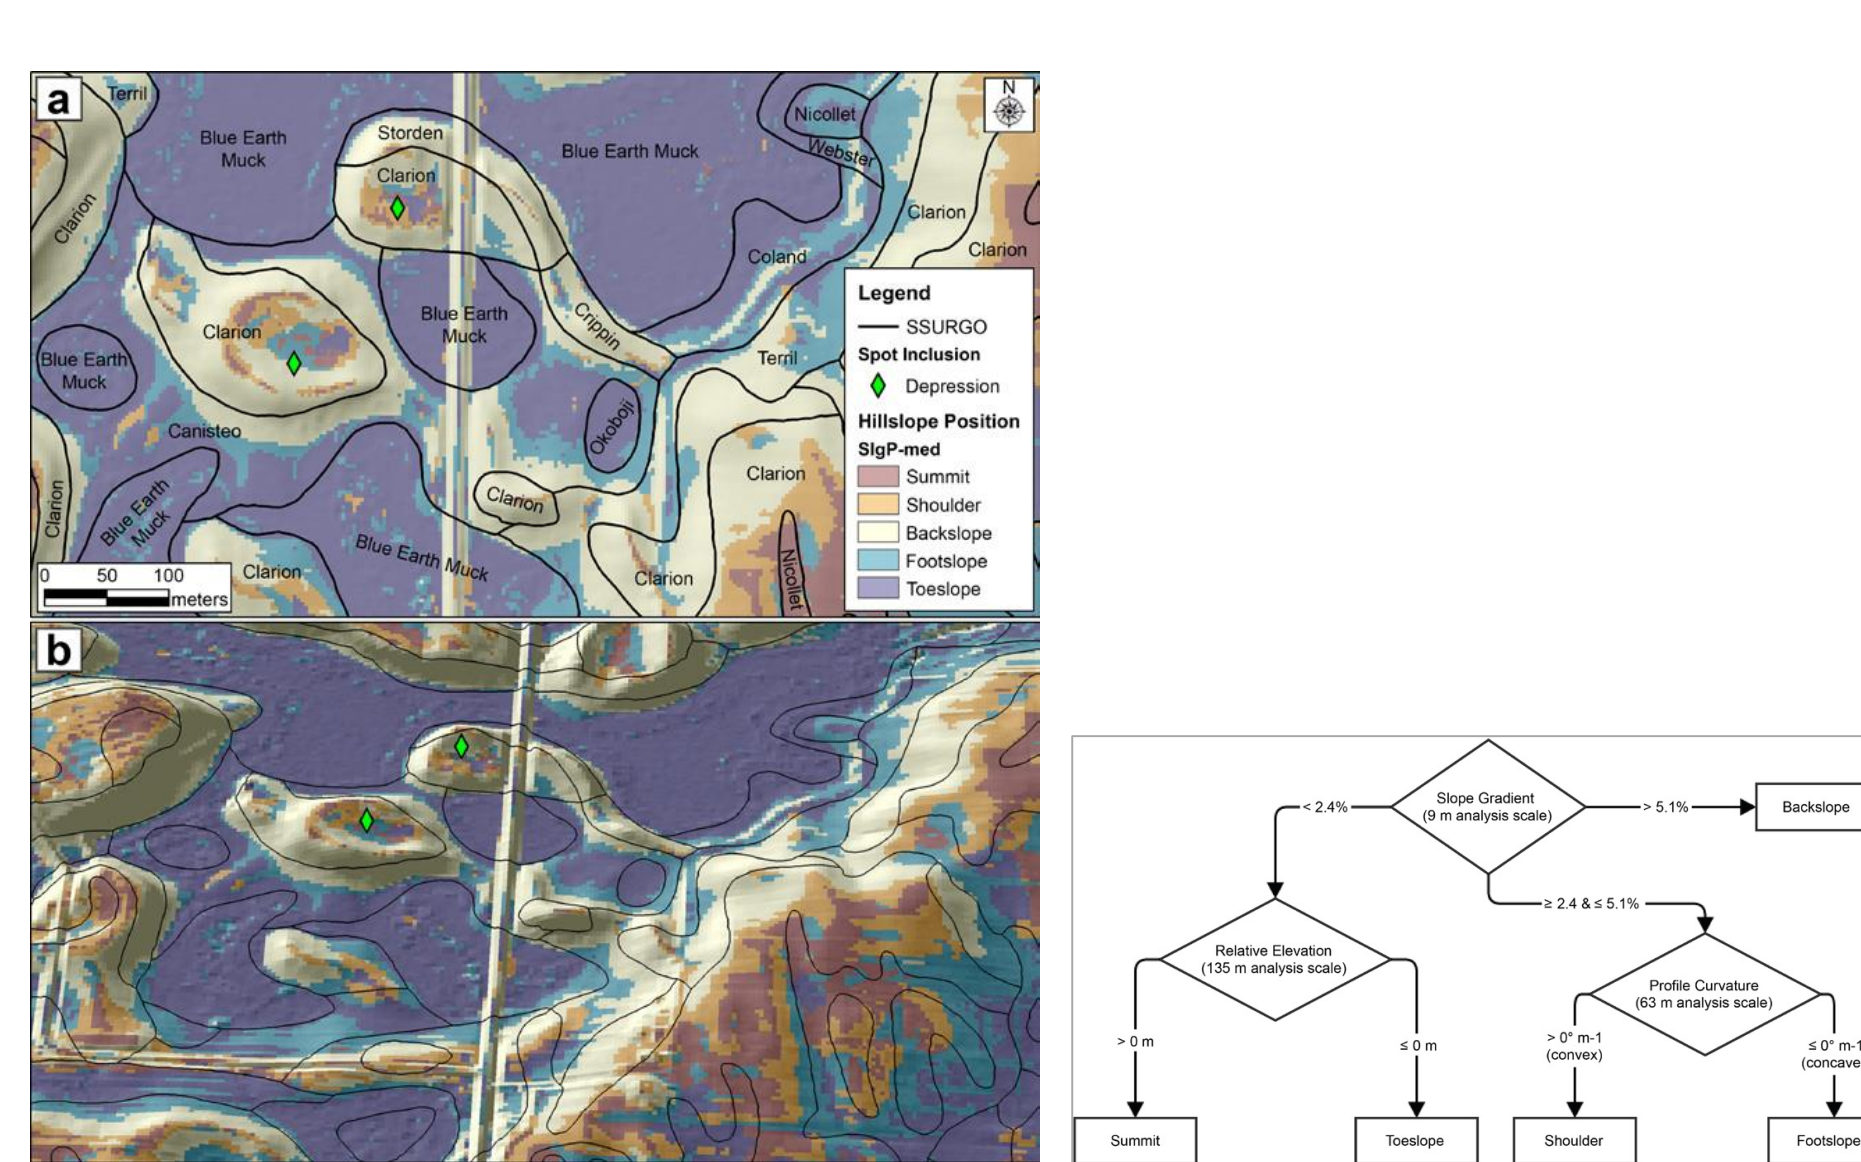 a
N
Terril
Blue Earth
Muck
Storden
Clarion
Blue Earth Muck
Nicollet
Webster
Clarion
Clarion
Clarion
Coland
Blue Earth
Muck
Crippin
Clarion
Blue Earth
Muck
Terril
Okoboji
Canisteo
Clarion
Blue Earth
Muck
Clarion
Clarion
Blue Earth Muck
Clarion
Clarion
Nicollet
0 50 100
meters
Legend
SSURGO
Spot Inclusion
Depression
Hillslope Position
SlgP-med
Summit
Shoulder
Backslope
Footslope
Toeslope
b
Slope Gradient
(9 m analysis scale)
< 2.4%
> 5.1%
Backslope
≥ 2.4 & ≤ 5.1%
Relative Elevation
(135 m analysis scale)
Profile Curvature
(63 m analysis scale)
> 0 m
≤ 0 m
> 0° m-1
(convex)
≤ 0° m-1
(concave
Summit
Toeslope
Shoulder
Footslope